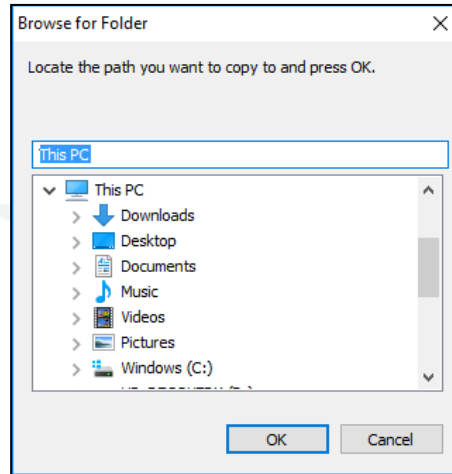 Browse for Folder
Locate the path you want to copy to and press OK.
This PC
This PC
Downloads
Desktop
Documents
Music
Videos
Pictures
Windows (C:)
OK
Cancel